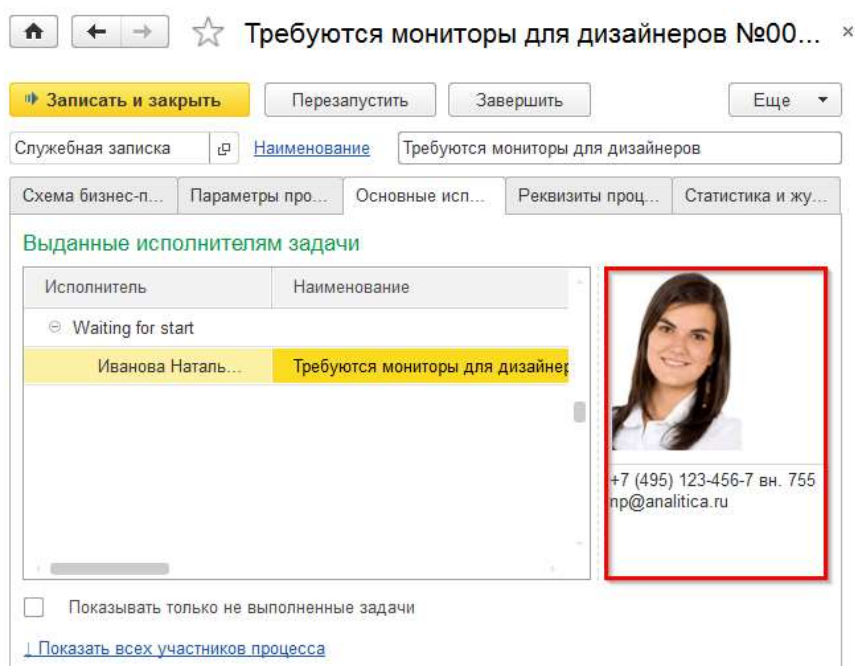 Требуются мониторы для дизайнеров №00...
Записать и закрыть Перезапустить Завершить Еще
Служебная записка Наименование Требуются мониторы для дизайнеров
Схема бизнес-п... Параметры про... Основные исп... Реквизиты проц... Статистика и жу...
Выданные исполнителям задачи
Исполнитель Наименование
Waiting for start
Иванова Наталь... Требуются мониторы для дизайнер
+7 (495) 123-456-7 вн. 755
np@analitica.ru
Показывать только не выполненные задачи
↓ Показать всех участников процесса